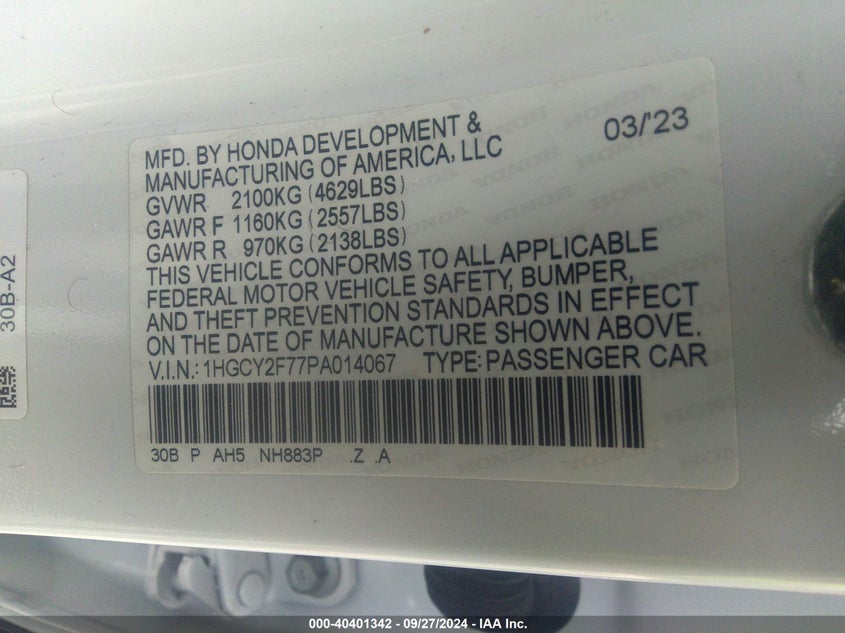 MFD. BY HONDA DEVELOPMENT &
MANUFACTURING OF AMERICA, LLC
03/'23
GVWR 2100KG (4629LBS)
GAWR F 1160KG (2557LBS)
GAWR R 970KG (2138LBS)
THIS VEHICLE CONFORMS TO ALL APPLICABLE
FEDERAL MOTOR VEHICLE SAFETY, BUMPER,
AND THEFT PREVENTION STANDARDS IN EFFECT
ON THE DATE OF MANUFACTURE SHOWN ABOVE.
V.I.N.: 1HGCY2F77PA014067 TYPE: PASSENGER CAR
30B P AH5 NH883P .Z .A
30B-A2
000-40401342 - 09/27/2024 - IAA Inc.